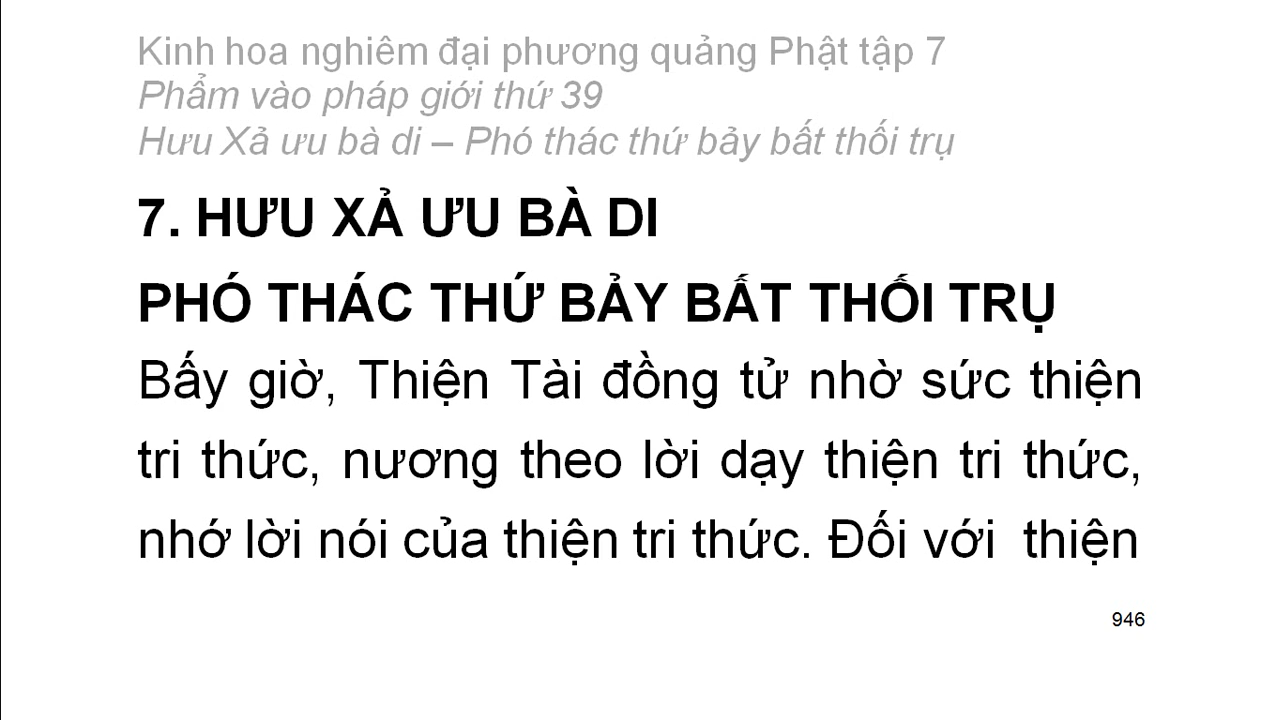 Kinh hoa nghiêm đại phương quảng Phật tập 7
Phẩm vào pháp giới thứ 39
Hưu Xả ưu bà di – Phó thác thứ bảy bất thối trụ
7. HƯU XẢ ƯU BÀ DI
PHÓ THÁC THỨ BẢY BẤT THỐI TRỤ
Bấy giờ, Thiện Tài đồng tử nhờ sức thiện
tri thức, nương theo lời dạy thiện tri thức,
nhớ lời nói của thiện tri thức. Đối với thiện
946